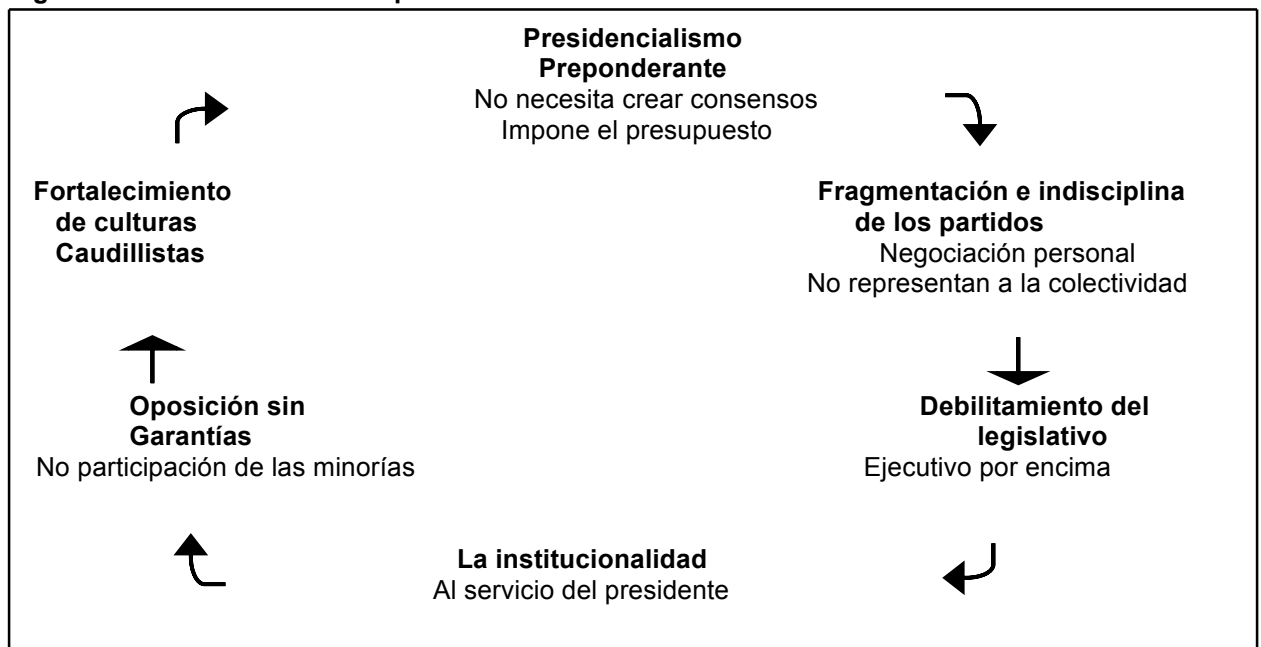 Presidencialismo
Preponderante
No necesita crear consensos
Impone el presupuesto
Fortalecimiento
de culturas
Caudillistas
Fragmentación e indisciplina
de los partidos
Negociación personal
No representan a la colectividad
Oposición sin
Garantías
No participación de las minorías
Debilitamiento del
legislativo
Ejecutivo por encima
La institucionalidad
Al servicio del presidente